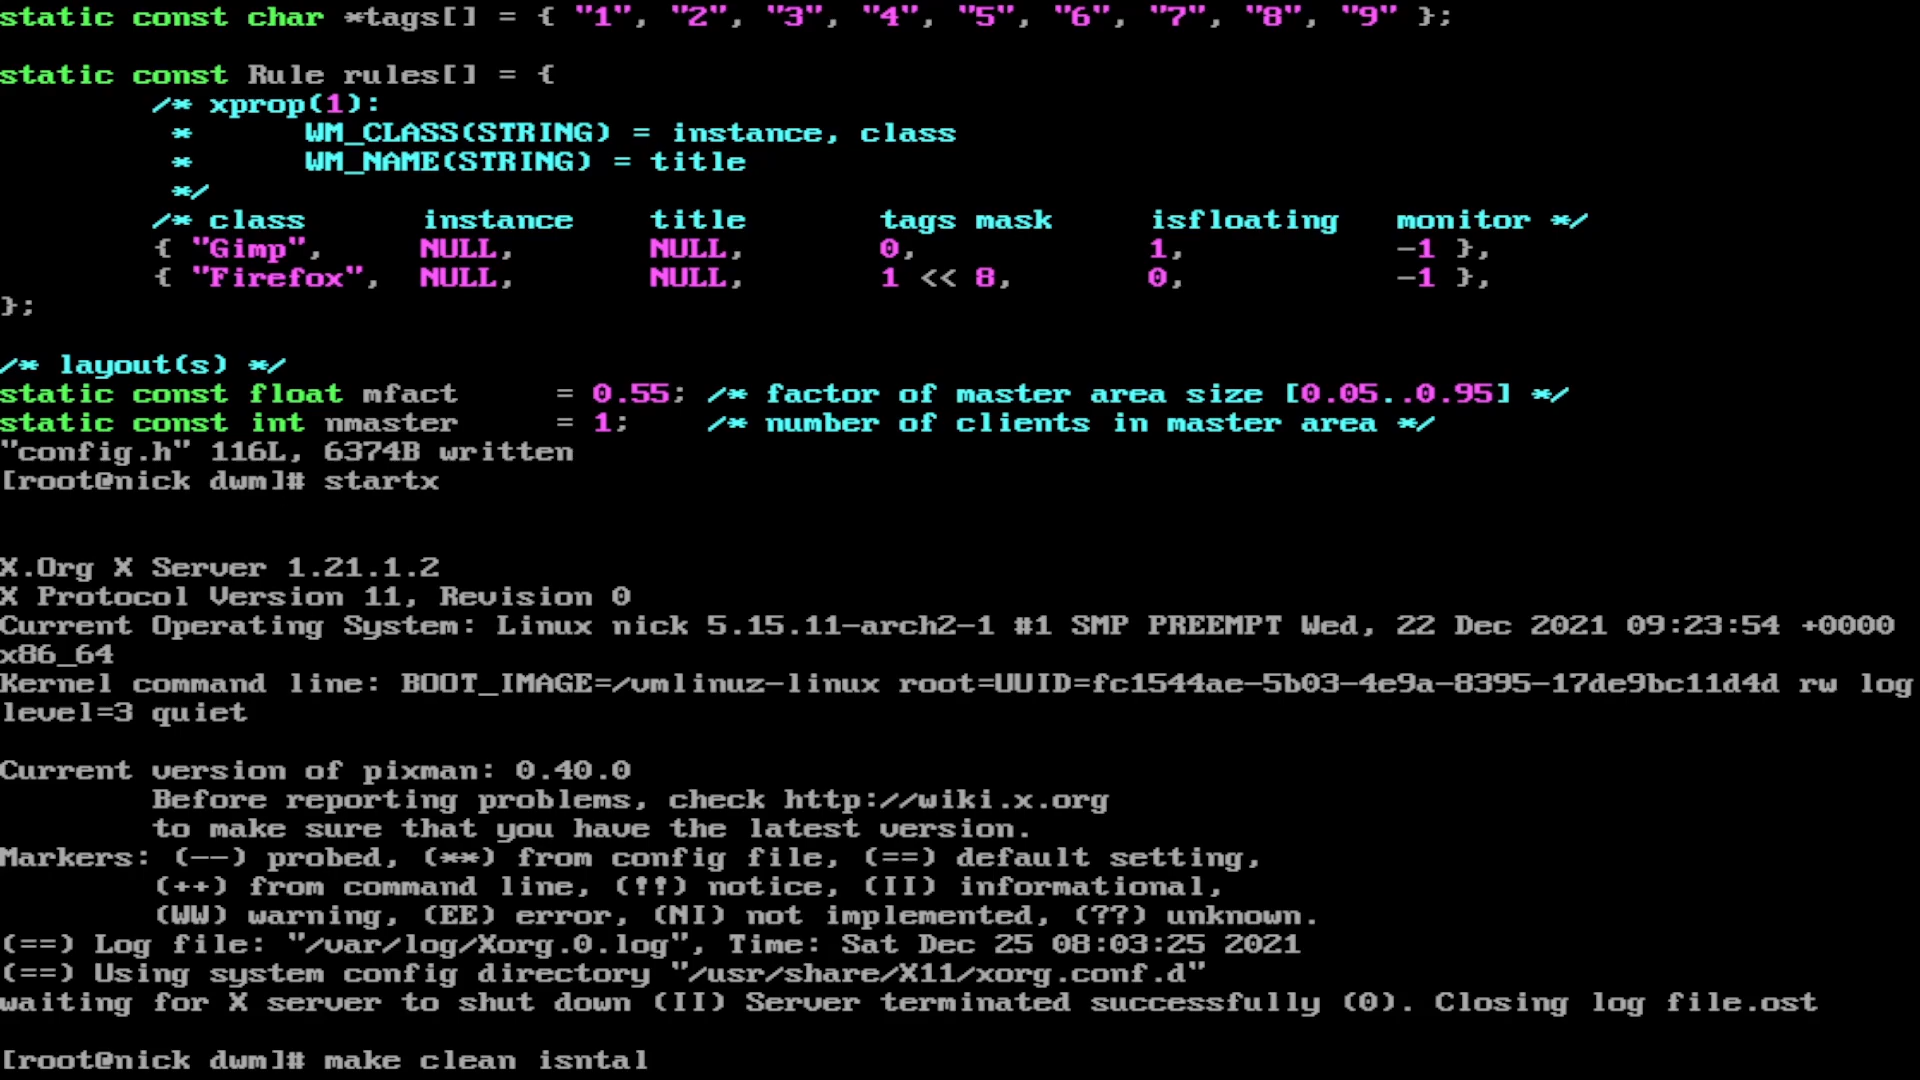 static const char *tags[] = { "1", "2", "3", "4", "5", "6", "7", "8", "9" };
static const Rule rules[] = {
/* xprop(1):
* WM_CLASS(STRING) = instance, class
* WM_NAME(STRING) = title
*/
/* class instance title tags mask isfloating monitor */
{ "Gimp", NULL, NULL, 0, 1, -1 },
{ "Firefox", NULL, NULL, 1 << 8, 0, -1 },
};
/* layout(s) */
static const float mfact = 0.55; /* factor of master area size [0.05..0.95] */
static const int nmaster = 1; /* number of clients in master area */
"config.h" 116L, 6374B written
[root@nick dwm]# startx
X.Org X Server 1.21.1.2
X Protocol Version 11, Revision 0
Current Operating System: Linux nick 5.15.11-arch2-1 #1 SMP PREEMPT Wed, 22 Dec 2021 09:23:54 +0000
x86_64
Kernel command line: BOOT_IMAGE=/vmlinuz-linux root=UUID=fc1544ae-5b03-4e9a-8395-17de9bc11d4d rw log
level=3 quiet
Current version of pixman: 0.40.0
Before reporting problems, check http://wiki.x.org
to make sure that you have the latest version.
Markers: (--) probed, (**) from config file, (==) default setting,
(++) from command line, (!!) notice, (II) informational,
(WW) warning, (EE) error, (NI) not implemented, (??) unknown.
(==) Log file: "/var/log/Xorg.0.log", Time: Sat Dec 25 08:03:25 2021
(==) Using system config directory "/usr/share/X11/xorg.conf.d"
waiting for X server to shut down (II) Server terminated successfully (0). Closing log file.ost
[root@nick dwm]# make clean isntal